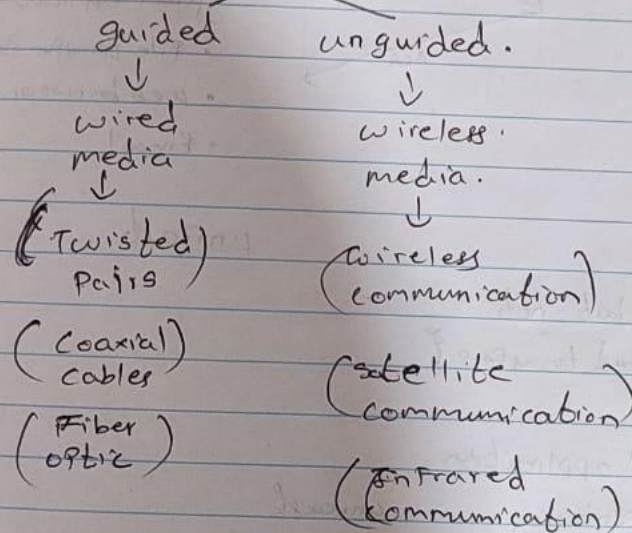 guided
↓
wired
media
↓
(Twisted)
pairs
(Coaxial)
cables
(Fiber
optic)
unguided.
↓
wireless.
media.
↓
(wireless
communication)
(satellite
communication)
(Infrared
communication)